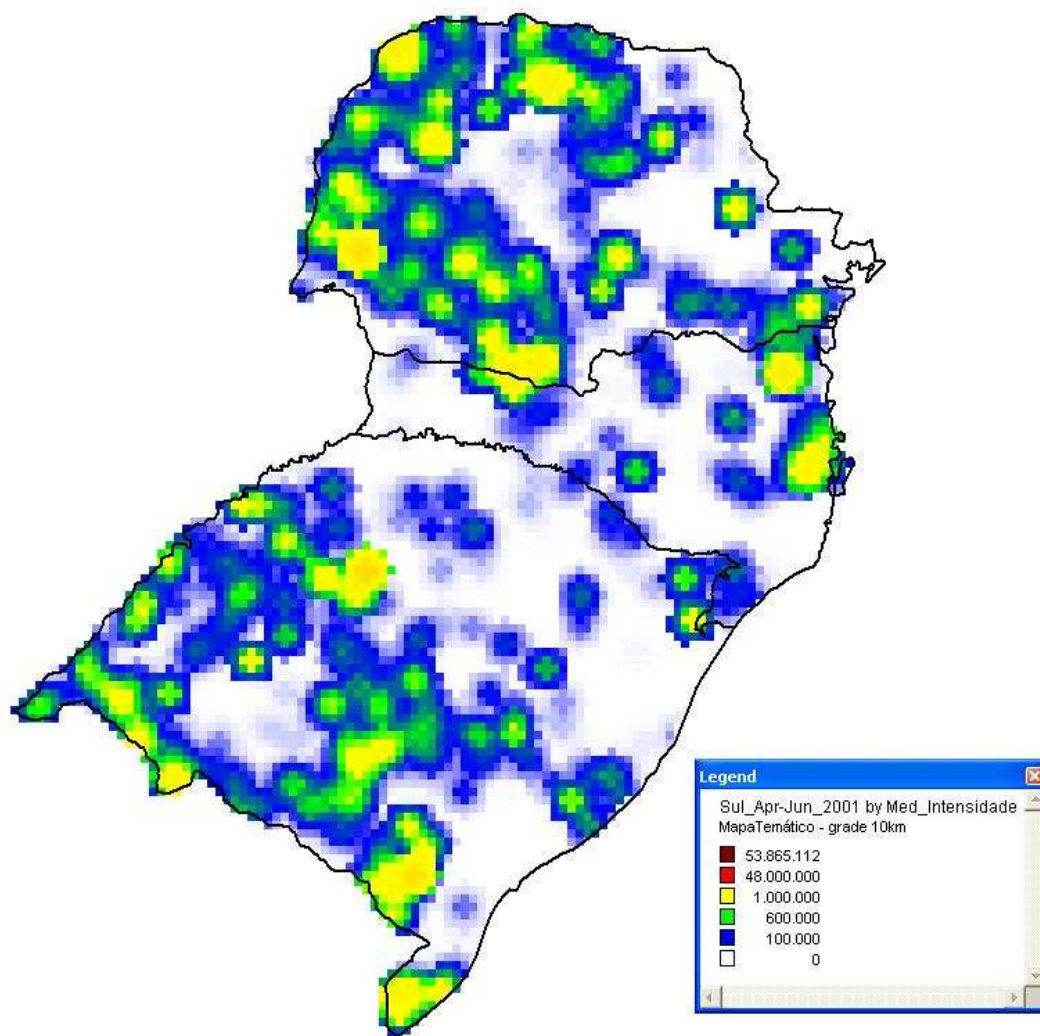 Legend
Sul_Apr-Jun_2001 by Med_Intensidade
MapaTemático - grade 10km
53.865.112
48.000.000
1.000.000
600.000
100.000
0